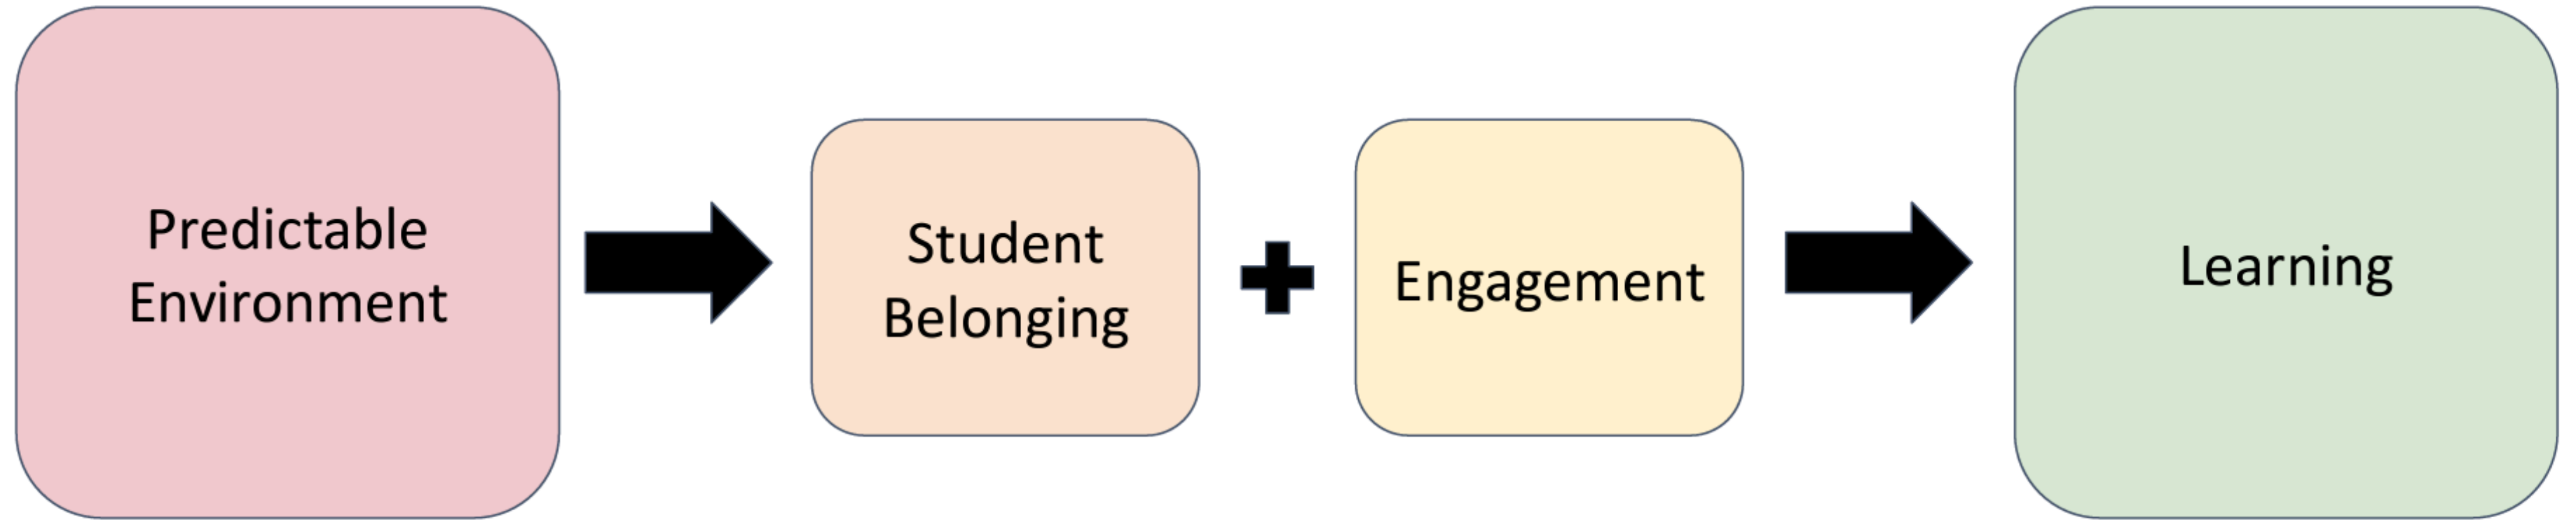 Predictable
Environment
Student
Belonging
Engagement
Learning